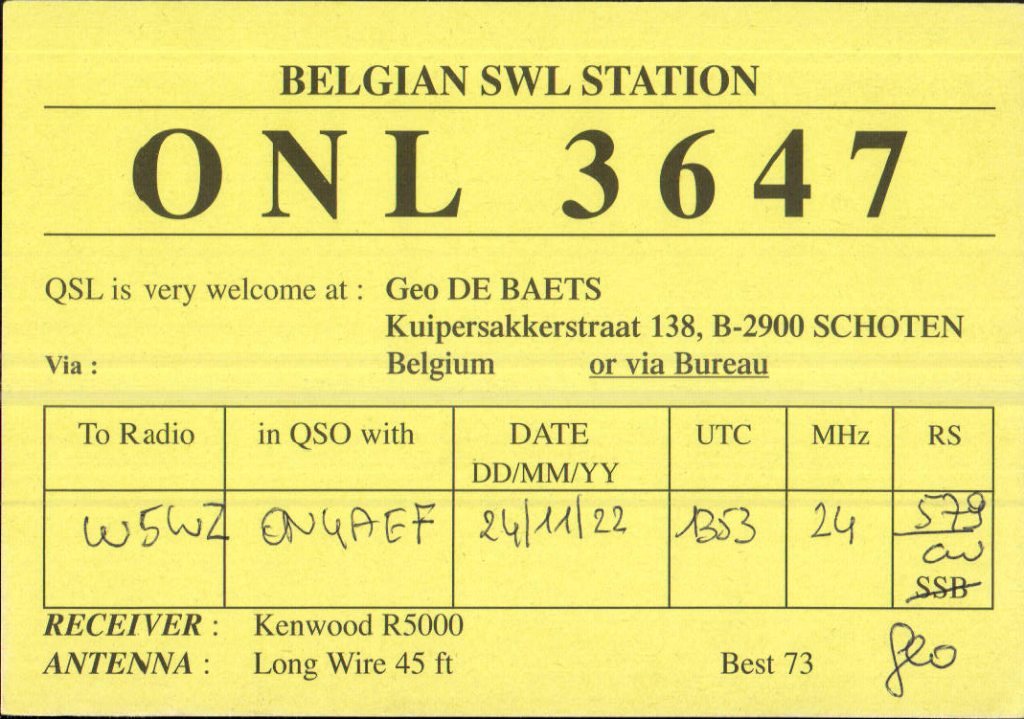 BELGIAN SWL STATION
ONL 3647
QSL is very welcome at : Geo DE BAETS
Kuipersakkerstraat 138, B-2900 SCHOTEN
Via : Belgium or via Bureau
To Radio in QSO with DATE UTC MHz RS
DD/MM/YY
W5WZ ON4AEF 24/11/22 1353 24 579
cw
SSB
RECEIVER : Kenwood R5000
ANTENNA : Long Wire 45 ft Best 73 Geo